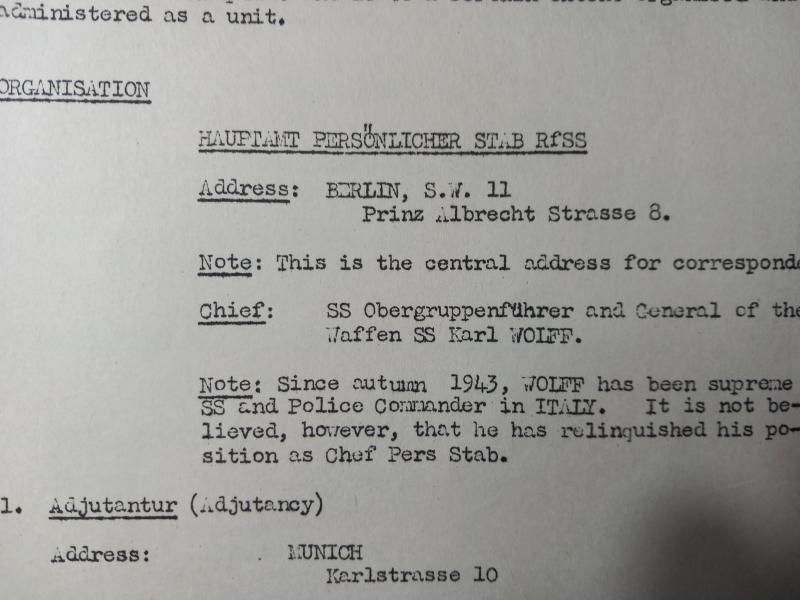 administered as a unit.
ORGANISATION
HAUPTAMT PERSÖNLICHER STAB RfSS
Address: BERLIN, S.W. 11
Prinz Albrecht Strasse 8.
Note: This is the central address for corresponde
Chief: SS Obergruppenführer and General of the
Waffen SS Karl WOLFF.
Note: Since autumn 1943, WOLFF has been supreme
SS and Police Commander in ITALY. It is not be-
lieved, however, that he has relinquished his po-
sition as Chef Pers Stab.
1. Adjutantur (Adjutancy)
Address: MUNICH
Karlstrasse 10